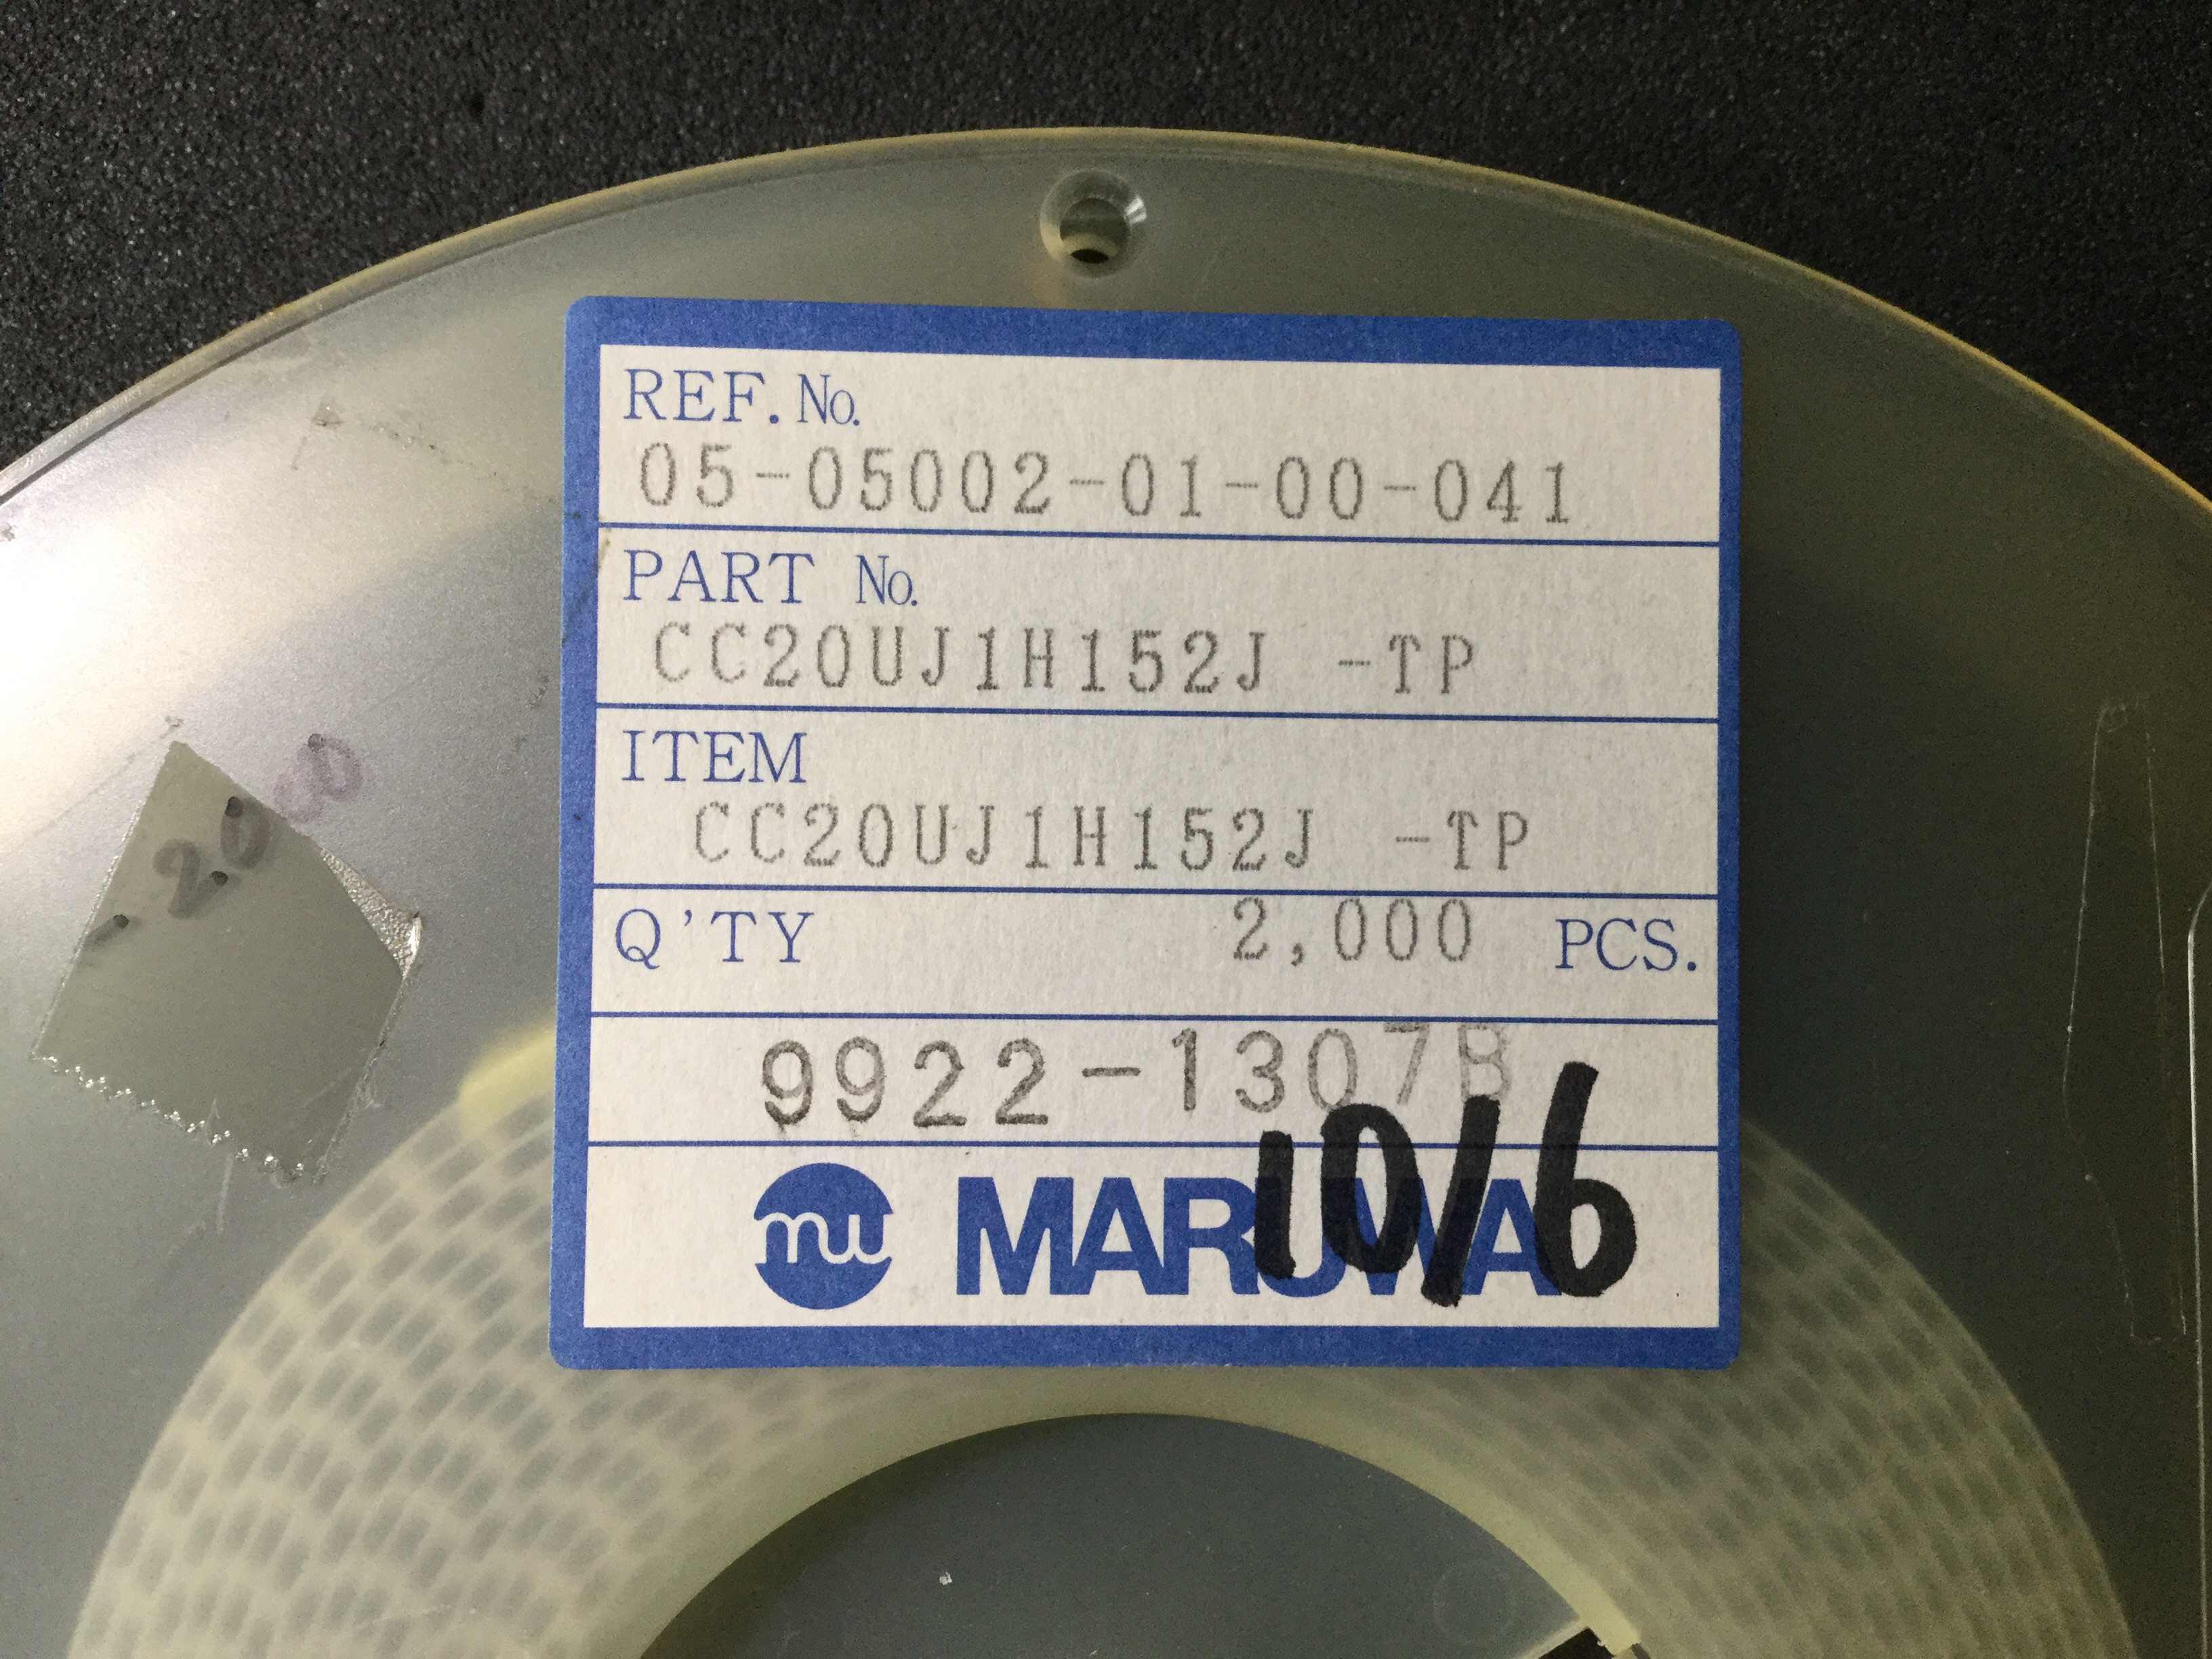 REF. No.
05-05002-01-00-041
PART No.
CC20UJ1H152J -TP
ITEM
CC20UJ1H152J -TP
Q'TY 2,000 PCS.
9922-1307B
10/6
mw MARUWA